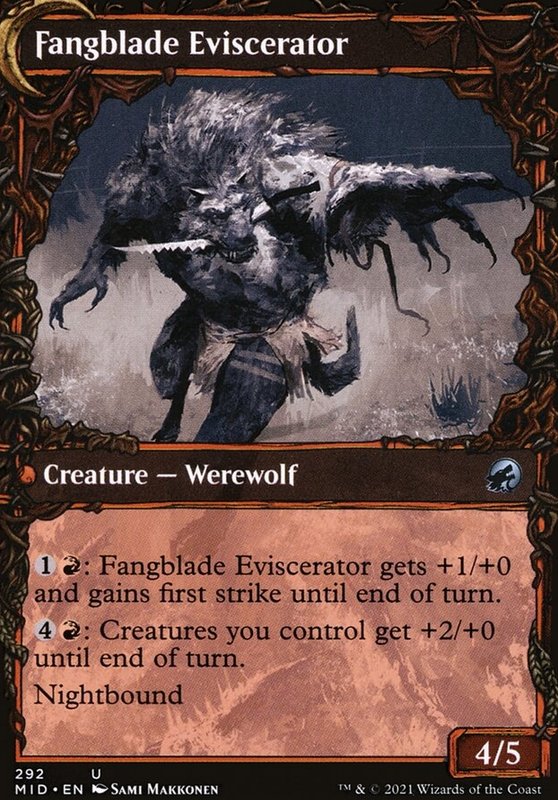 Fangblade Eviscerator
Creature — Werewolf
1 R: Fangblade Eviscerator gets +1/+0
and gains first strike until end of turn.
4 R: Creatures you control get +2/+0
until end of turn.
Nightbound
4/5
292 U
MID • EN SAMI MAKKONEN
™ & © 2021 Wizards of the Coast